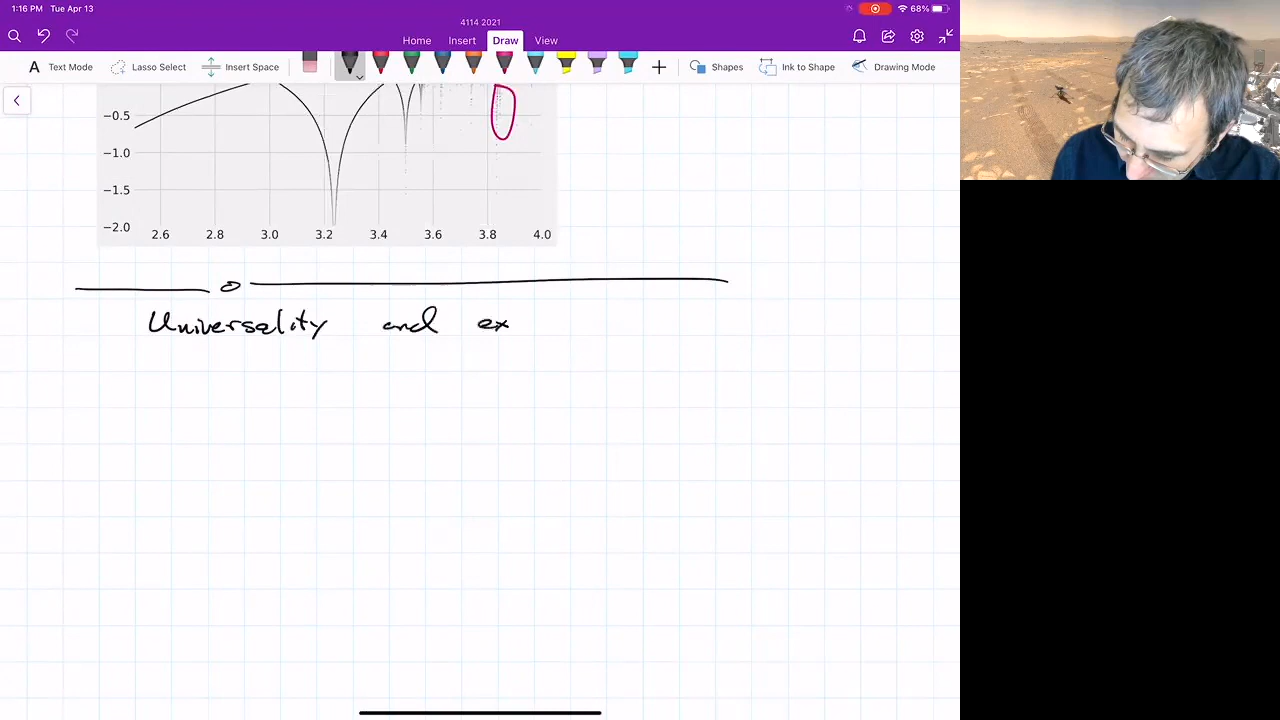 1:16 PM Tue Apr 13
68%
4114 2021
Home Insert Draw View
A Text Mode Lasso Select Insert Space Shapes Ink to Shape Drawing Mode
-0.5
-1.0
-1.5
-2.0
2.6 2.8 3.0 3.2 3.4 3.6 3.8 4.0
Universality and ex